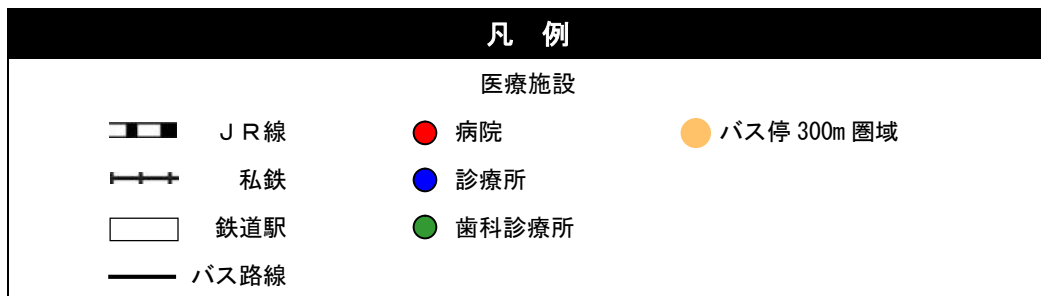 凡 例
医療施設
ＪＲ線 病院 バス停 300m 圏域
私鉄 診療所
鉄道駅 歯科診療所
バス路線